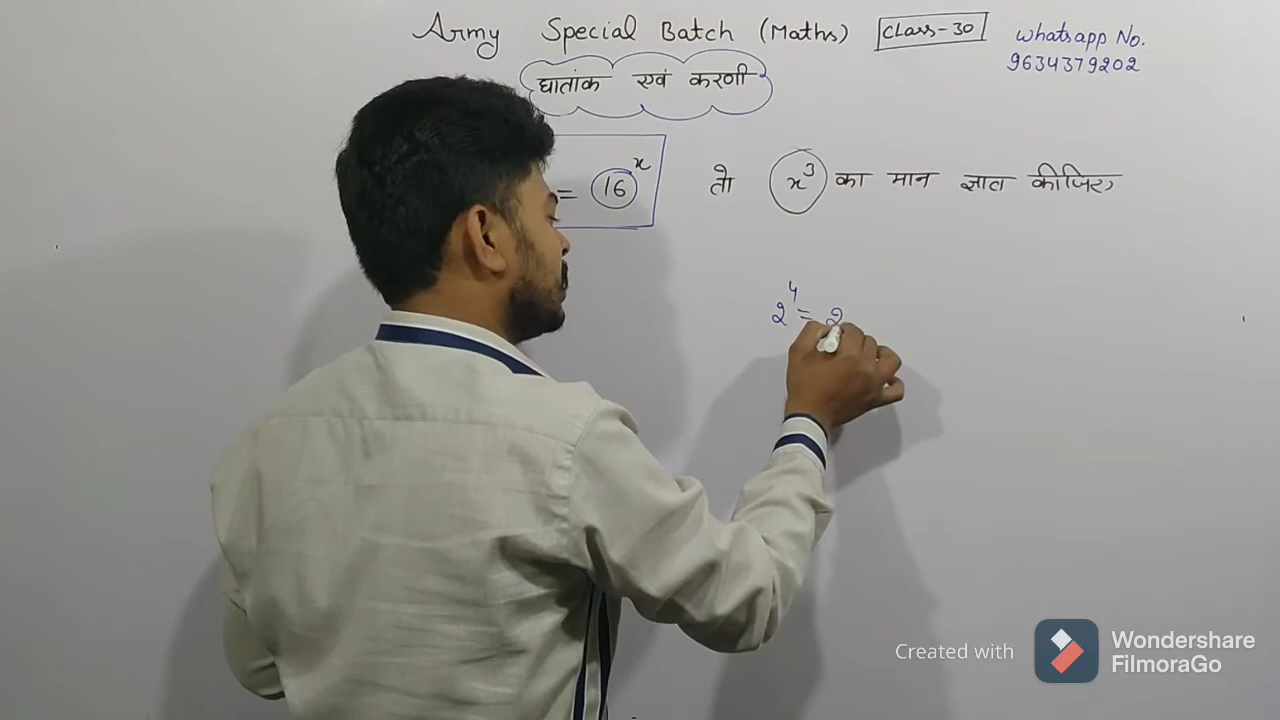 Army Special Batch (Maths) Class-30
Whatsapp No.
9634379202
घातांक एवं करणी
= 16^x तो x^3 का मान ज्ञात कीजिए
2^4 = 2
Created with Wondershare FilmoraGo